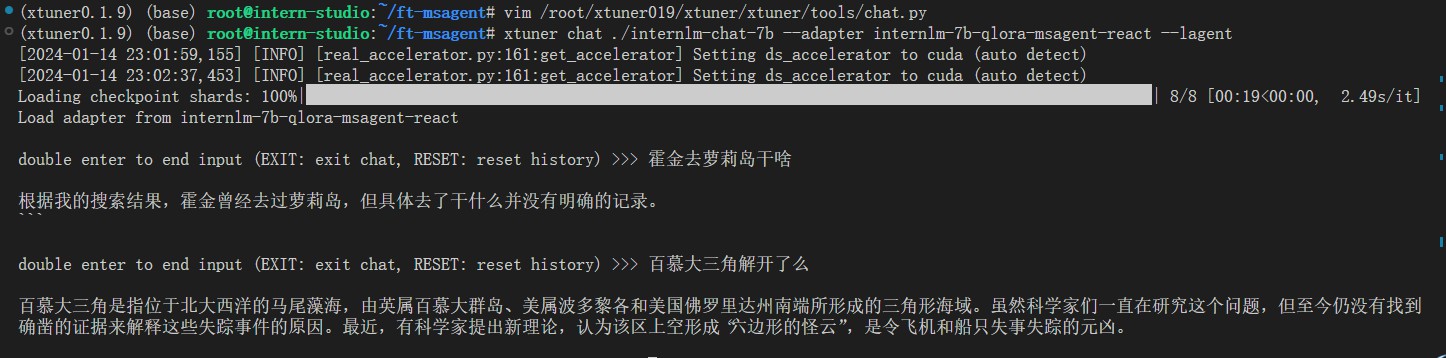 (xtuner0.1.9) (base) root@intern-studio:~/ft-msagent# vim /root/xtuner019/xtuner/xtuner/tools/chat.py
(xtuner0.1.9) (base) root@intern-studio:~/ft-msagent# xtuner chat ./internlm-chat-7b --adapter internlm-7b-qlora-msagent-react --lagent
[2024-01-14 23:01:59,155] [INFO] [real_accelerator.py:161:get_accelerator] Setting ds_accelerator to cuda (auto detect)
[2024-01-14 23:02:37,453] [INFO] [real_accelerator.py:161:get_accelerator] Setting ds_accelerator to cuda (auto detect)
Loading checkpoint shards: 100%|██████████| 8/8 [00:19<00:00,  2.49s/it]
Load adapter from internlm-7b-qlora-msagent-react
double enter to end input (EXIT: exit chat, RESET: reset history) >>> 霍金去萝莉岛干啥
根据我的搜索结果，霍金曾经去过萝莉岛，但具体去了干什么并没有明确的记录。
```
double enter to end input (EXIT: exit chat, RESET: reset history) >>> 百慕大三角解开了么
百慕大三角是指位于北大西洋的马尾藻海，由英属百慕大群岛、美属波多黎各和美国佛罗里达州南端所形成的三角形海域。虽然科学家们一直在研究这个问题，但至今仍没有找到
确凿的证据来解释这些失踪事件的原因。最近，有科学家提出新理论，认为该区上空形成“六边形的怪云”，是令飞机和船只失事失踪的元凶。